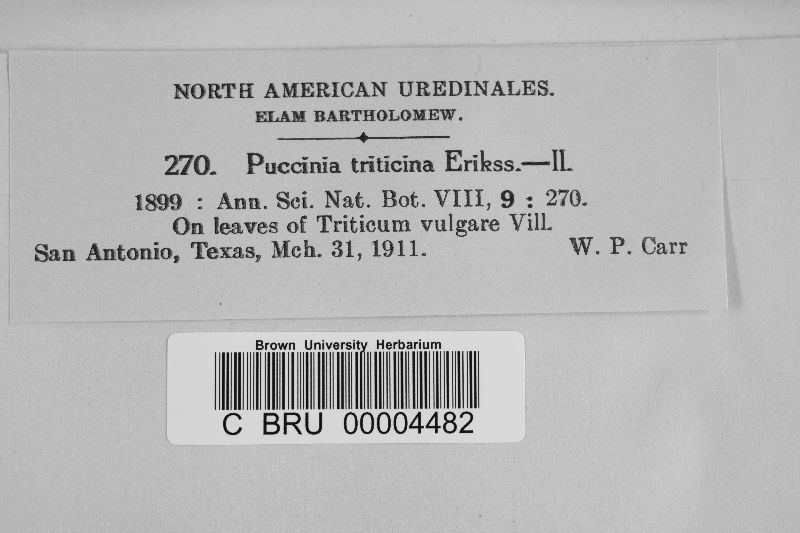 NORTH AMERICAN UREDINALES.
ELAM BARTHOLOMEW.
270. Puccinia triticina Erikss.—II.
1899 : Ann. Sci. Nat. Bot. VIII, 9 : 270.
On leaves of Triticum vulgare Vill.
San Antonio, Texas, Mch. 31, 1911. W. P. Carr
Brown University Herbarium
C BRU 00004482